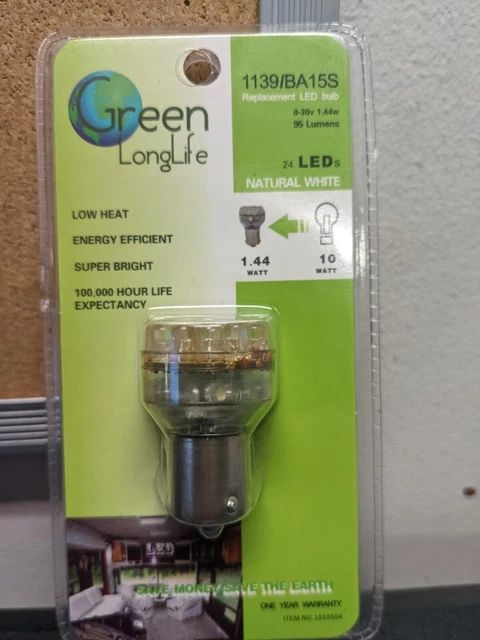 1139/BA15S
Replacement LED bulb
8-30v 1.44w
95 Lumens
Green
LongLife
24 LEDs
NATURAL WHITE
LOW HEAT
ENERGY EFFICIENT
SUPER BRIGHT
100,000 HOUR LIFE
EXPECTANCY
1.44
WATT
10
WATT
LED
SAVE MONEY SAVE THE EARTH
ONE YEAR WARRANTY
ITEM NO.1010504